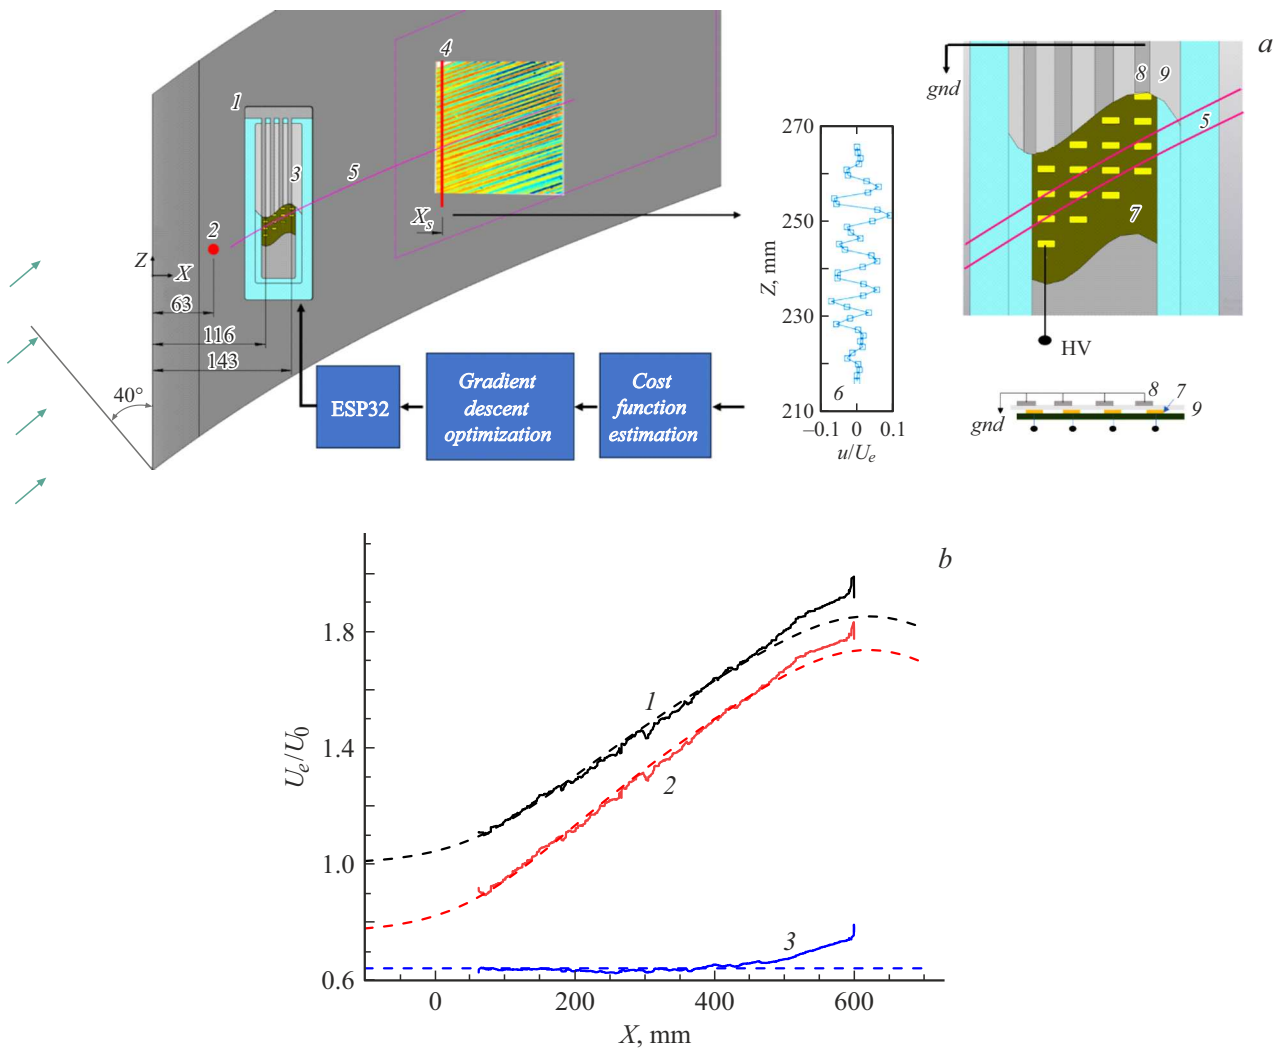 a
4
1
8
9
gnd
5
5
3
270
2
X_s
7
250
Z
X
Z, mm
63
230
116
HV
143
6
40°
ESP32
Gradient
descent
optimization
Cost
function
estimation
210
−0.1 0 0.1
u/U_e
8
7
9
gnd
b
1.8
1
1.4
2
U_e/U_0
1.0
3
0.6
0 200 400 600
X, mm